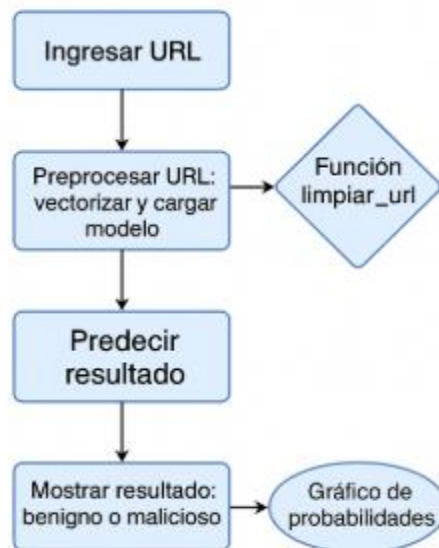 Ingresar URL
Preprocesar URL:
vectorizar y cargar
modelo
Función
limpiar_url
Predecir
resultado
Mostrar resultado:
benigno o malicioso
Gráfico de
probabilidades